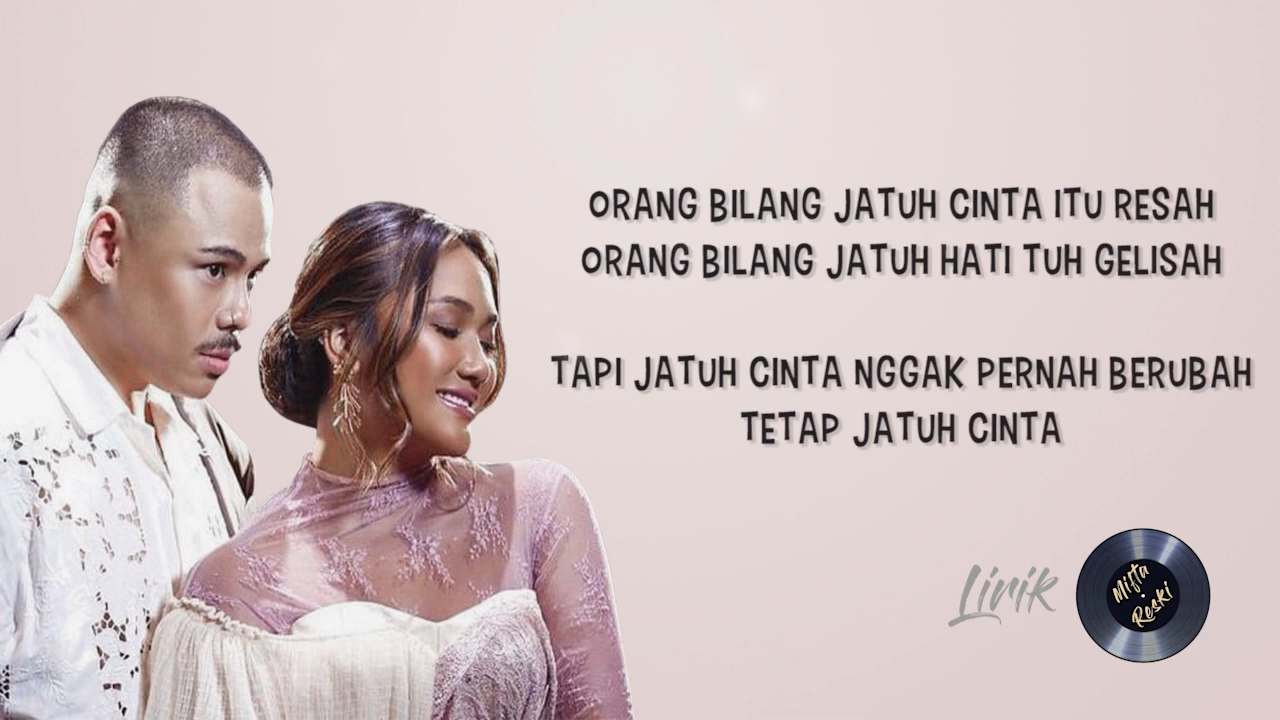 ORANG BILANG JATUH CINTA ITU RESAH
ORANG BILANG JATUH HATI TUH GELISAH
TAPI JATUH CINTA NGGAK PERNAH BERUBAH
TETAP JATUH CINTA
Lirik
Mifta
Reski